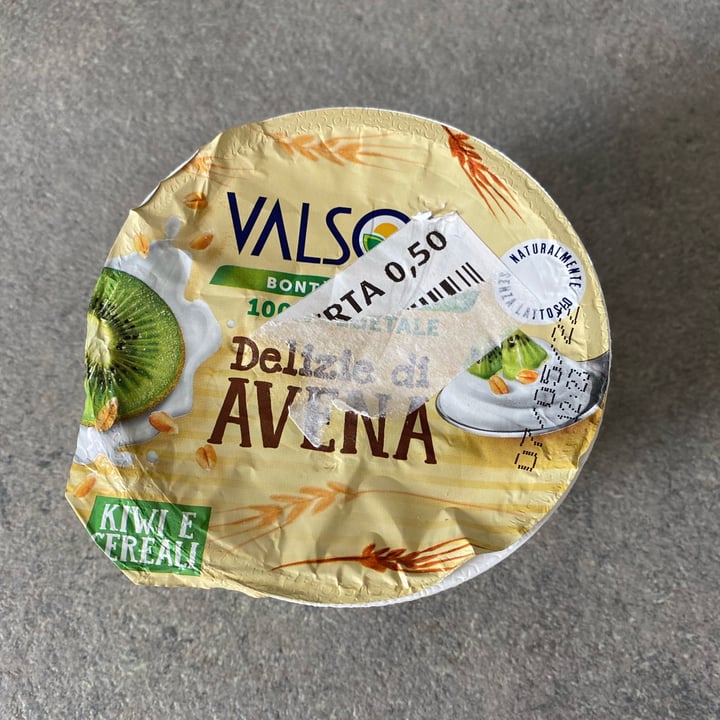 VALSO
BONT
100% VEGETALE
Delizie di
AVENA
KIWI E
CEREALI
RTA 0,50
NATURALMENTE
SENZA LATTOSIO